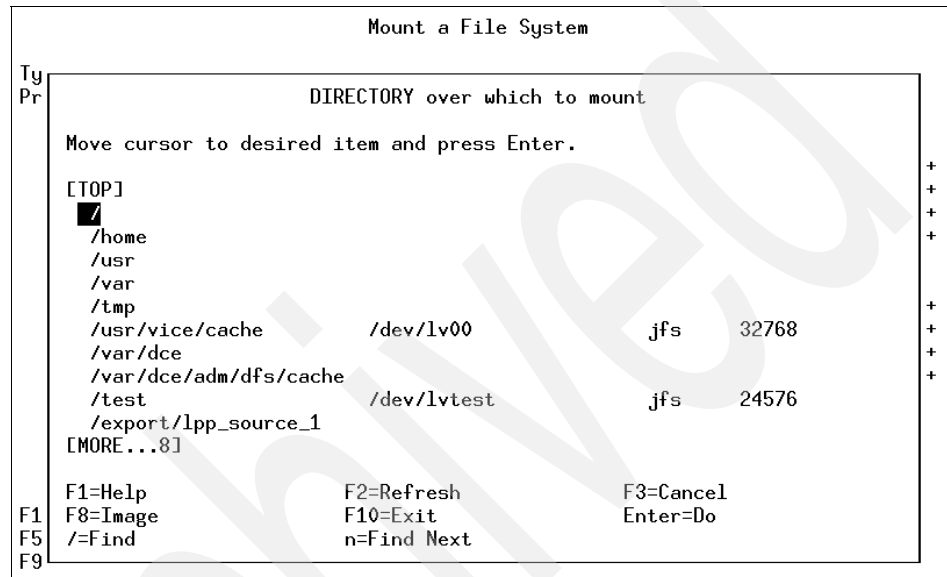 Mount a File System
Ty
Pr DIRECTORY over which to mount
Move cursor to desired item and press Enter.
+
[TOP] +
/ +
/home +
/usr
/var
/tmp +
/usr/vice/cache /dev/lv00 jfs 32768 +
/var/dce +
/var/dce/adm/dfs/cache +
/test /dev/lvtest jfs 24576
/export/lpp_source_1
[MORE...8]
F1=Help F2=Refresh F3=Cancel
F1 F8=Image F10=Exit Enter=Do
F5 /=Find n=Find Next
F9